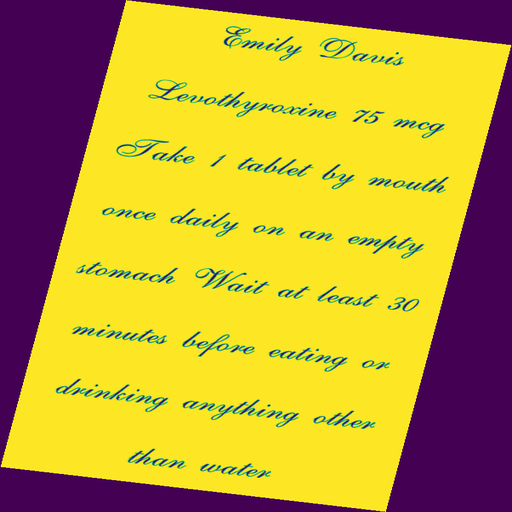 Emily Davis
Levothyroxine 75 mcg
Take 1 tablet by mouth
once daily on an empty
stomach Wait at least 30
minutes before eating or
drinking anything other
than water